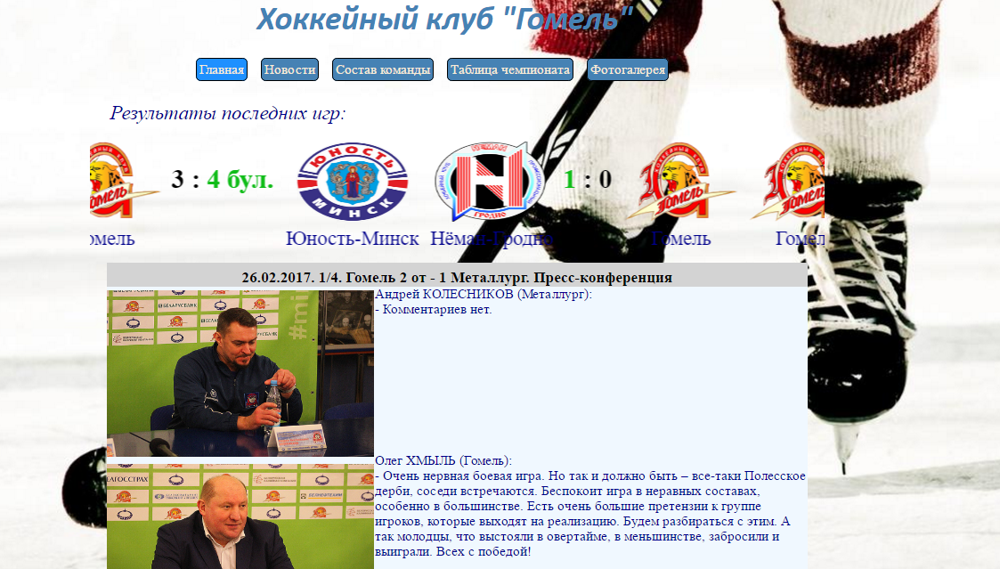 Хоккейный клуб "Гомель"
Главная Новости Состав команды Таблица чемпионата Фотогалерея
Результаты последних игр:
3 : 4 бул. ЮНОСТЬ МИНСК НЕМАН ГРОДНО 1 : 0
омель Юность-Минск Нёман-Гродно Гомель Гомел
26.02.2017. 1/4. Гомель 2 от - 1 Металлург. Пресс-конференция
Андрей КОЛЕСНИКОВ (Металлург):
- Комментариев нет.
БЕЛАРУСБАНК
Олег ХМЫЛЬ (Гомель):
- Очень нервная боевая игра. Но так и должно быть – все-таки Полесское
дерби, соседи встречаются. Беспокоит игра в неравных составах,
особенно в большинстве. Есть очень большие претензии к группе
игроков, которые выходят на реализацию. Будем разбираться с этим. А
так молодцы, что выстояли в овертайме, в меньшинстве, забросили и
выиграли. Всех с победой!
ЛГОССТРАХ